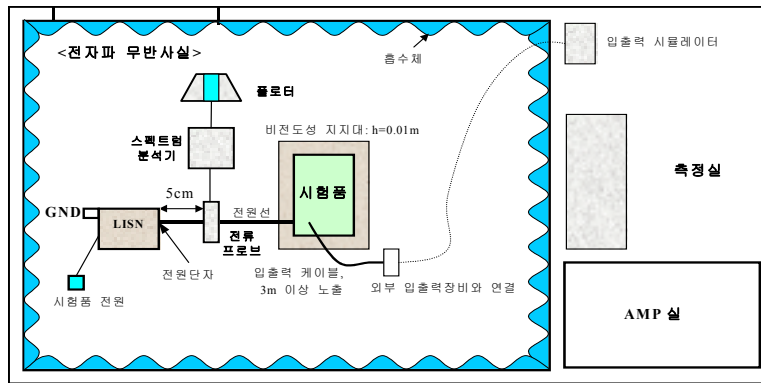 <전자파 무반사실>
흡수체
입출력 시뮬레이터
플로터
비전도성 지지대: h=0.01m
스펙트럼
분석기
시험품
측정실
5cm
GND
LISN
전원선
전류
프로브
전원단자
시험품 전원
입출력 케이블,
3m 이상 노출
외부 입출력장비와 연결
AMP 실